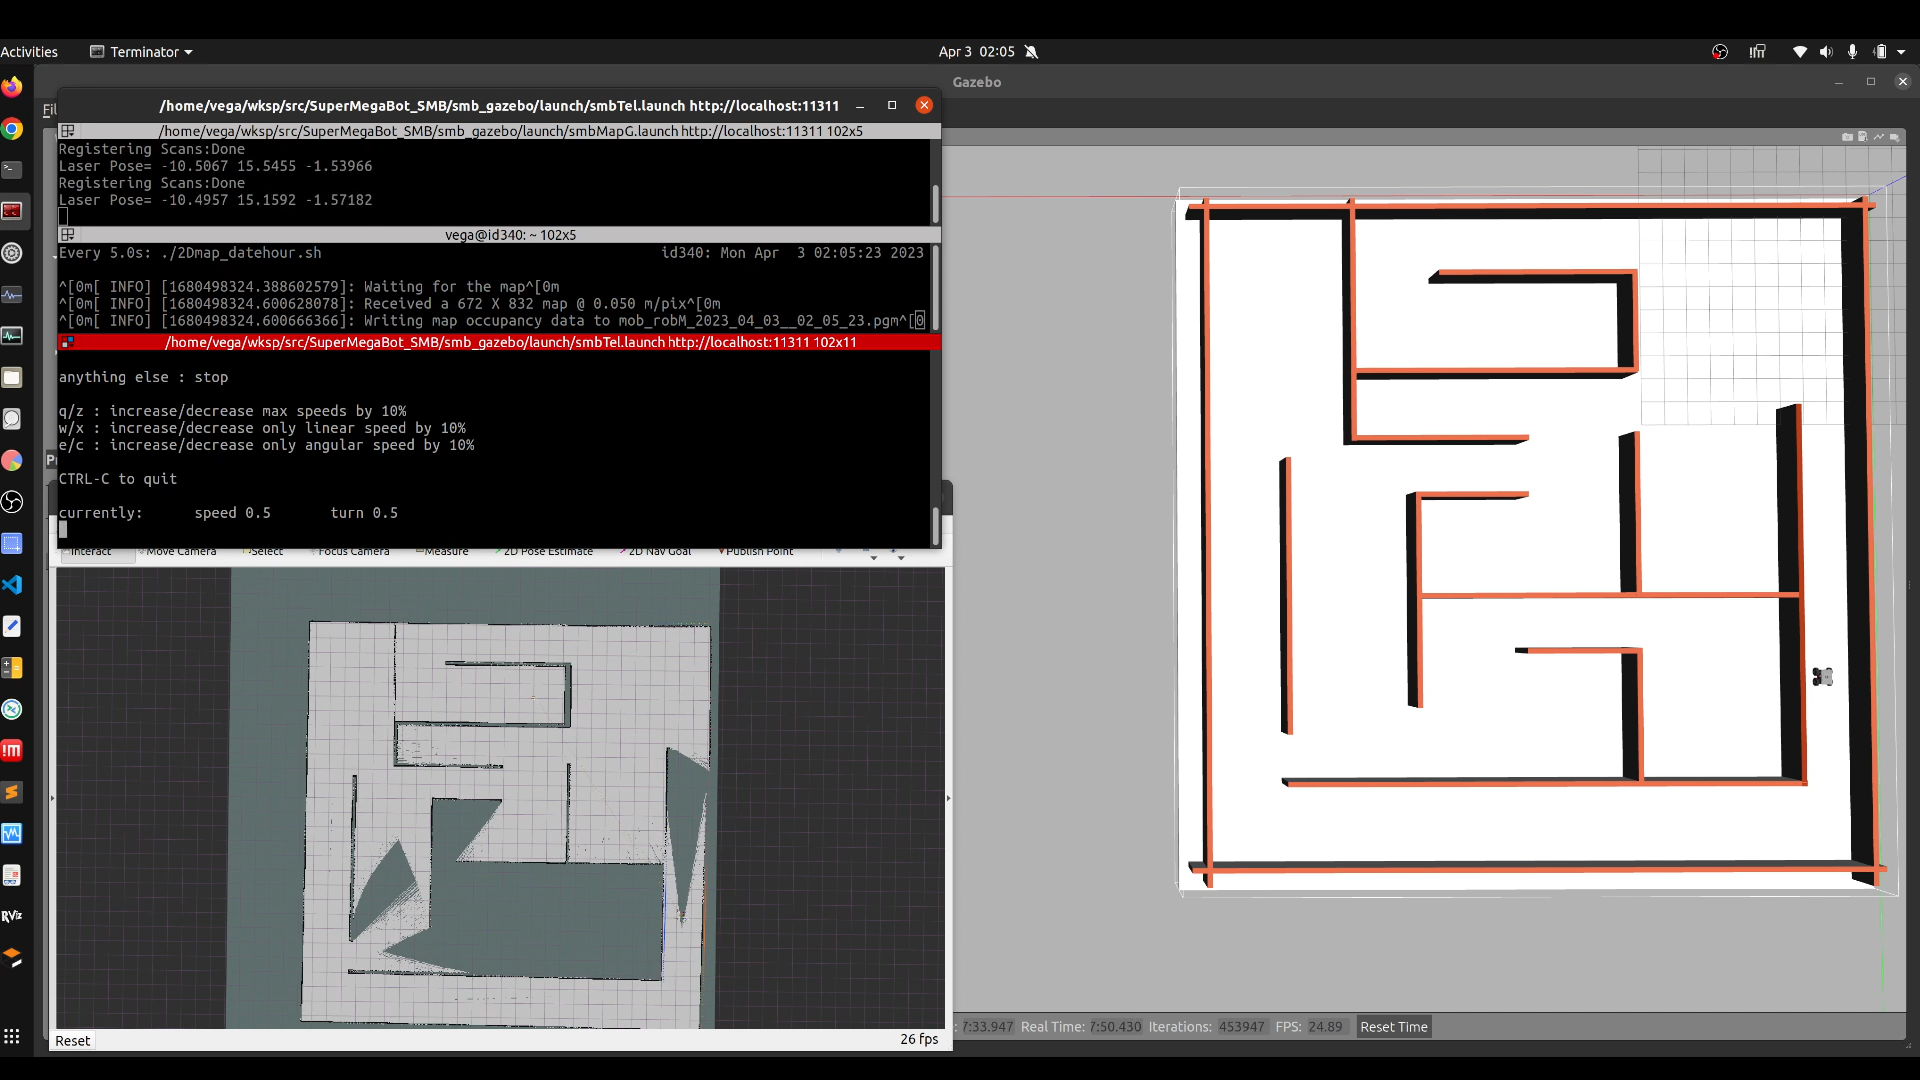 Activities
Terminator
Apr 3 02:05
Gazebo
Fil
/home/vega/wksp/src/SuperMegaBot_SMB/smb_gazebo/launch/smbTel.launch http://localhost:11311
/home/vega/wksp/src/SuperMegaBot_SMB/smb_gazebo/launch/smbMapG.launch http://localhost:11311 102x5
Registering Scans:Done
Laser Pose= -10.5067 15.5455 -1.53966
Registering Scans:Done
Laser Pose= -10.4957 15.1592 -1.57182
vega@id340: ~ 102x5
Every 5.0s: ./2Dmap_datehour.sh id340: Mon Apr  3 02:05:23 2023
^[0m[ INFO] [1680498324.388602579]: Waiting for the map^[0m
^[0m[ INFO] [1680498324.600628078]: Received a 672 X 832 map @ 0.050 m/pix^[0m
^[0m[ INFO] [1680498324.600666366]: Writing map occupancy data to mob_robM_2023_04_03__02_05_23.pgm^[0
/home/vega/wksp/src/SuperMegaBot_SMB/smb_gazebo/launch/smbTel.launch http://localhost:11311 102x11
anything else : stop
q/z : increase/decrease max speeds by 10%
w/x : increase/decrease only linear speed by 10%
e/c : increase/decrease only angular speed by 10%
CTRL-C to quit
currently: speed 0.5 turn 0.5
Interact Move Camera Select Focus Camera Measure 2D Pose Estimate 2D Nav Goal Publish Point
Reset
26 fps
: 7:33.947 Real Time: 7:50.430 Iterations: 453947 FPS: 24.89 Reset Time
RViz